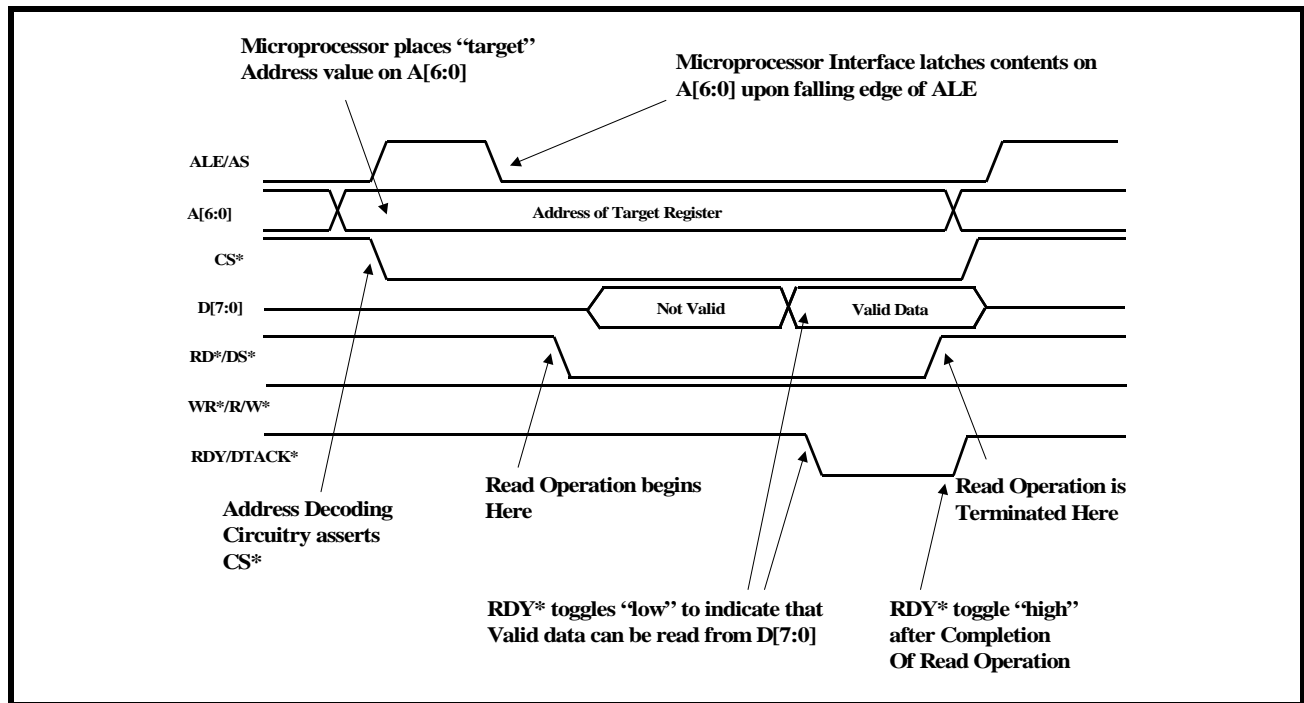 Microprocessor places “target”
Address value on A[6:0]
Microprocessor Interface latches contents on
A[6:0] upon falling edge of ALE
ALE/AS
A[6:0]
Address of Target Register
CS*
D[7:0]
Not Valid
Valid Data
RD*/DS*
WR*/R/W*
RDY/DTACK*
Address Decoding
Circuitry asserts
CS*
Read Operation begins
Here
Read Operation is
Terminated Here
RDY* toggles “low” to indicate that
Valid data can be read from D[7:0]
RDY* toggle “high”
after Completion
Of Read Operation